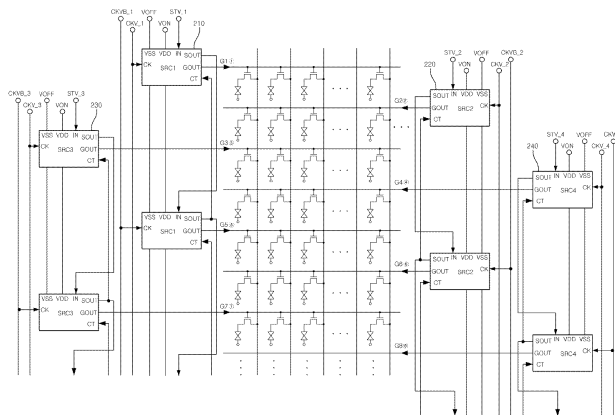 CKVB_1 VOFF STV_1 210
CKV_1 VON
VSS VDD IN SOUT
CK SRC1 GOUT
CT
G1①
STV_2 VOFF CKVB_2
220 VON CKV_2
SOUT IN VDD VSS
GOUT SRC2 CK
CT
G2②
CKVB_3 VOFF STV_3 230
CKV_3 VON
VSS VDD IN SOUT
CK SRC3 GOUT
CT
G3③
STV_4 VOFF
240 VON CKV_4
SOUT IN VDD VSS
GOUT SRC4 CK
CT
G4④
VSS VDD IN SOUT
CK SRC1 GOUT
CT
G5⑤
SOUT IN VDD VSS
GOUT SRC2 CK
CT
G6⑥
VSS VDD IN SOUT
CK SRC3 GOUT
CT
G7⑦
SOUT IN VDD VSS
GOUT SRC4 CK
CT
G8⑧